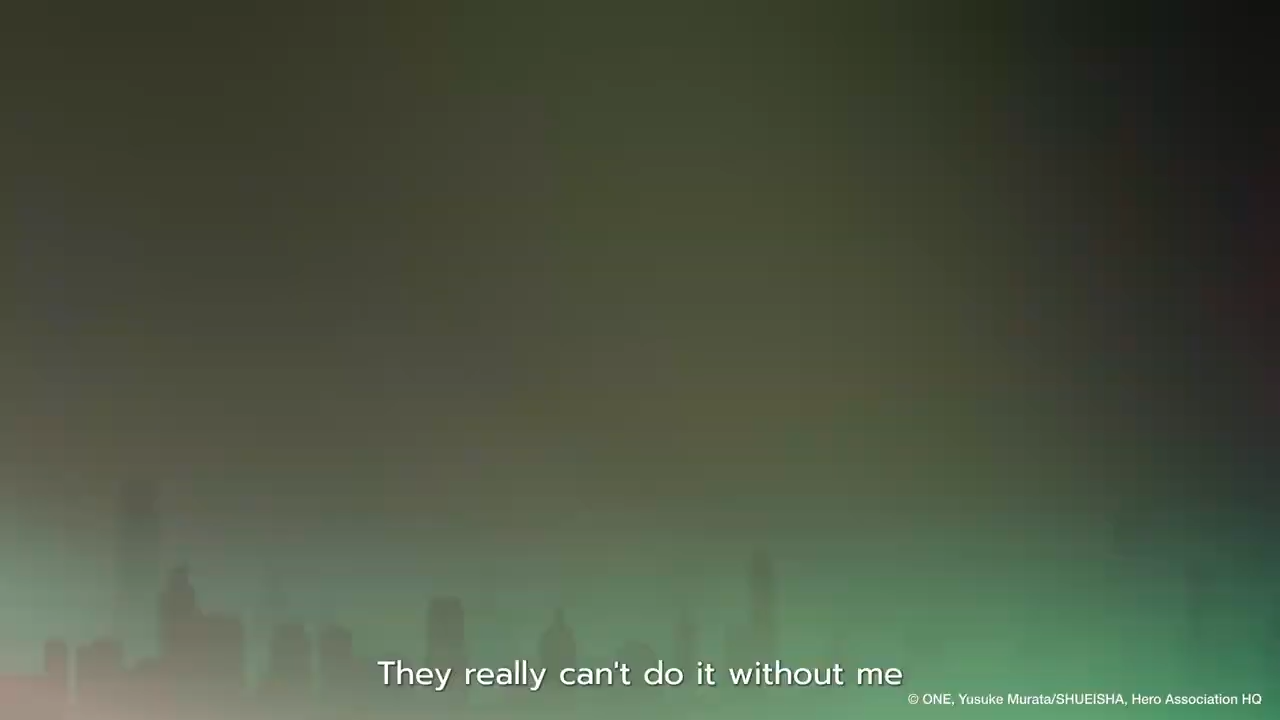 They really can't do it without me
© ONE, Yusuke Murata/SHUEISHA, Hero Association HQ